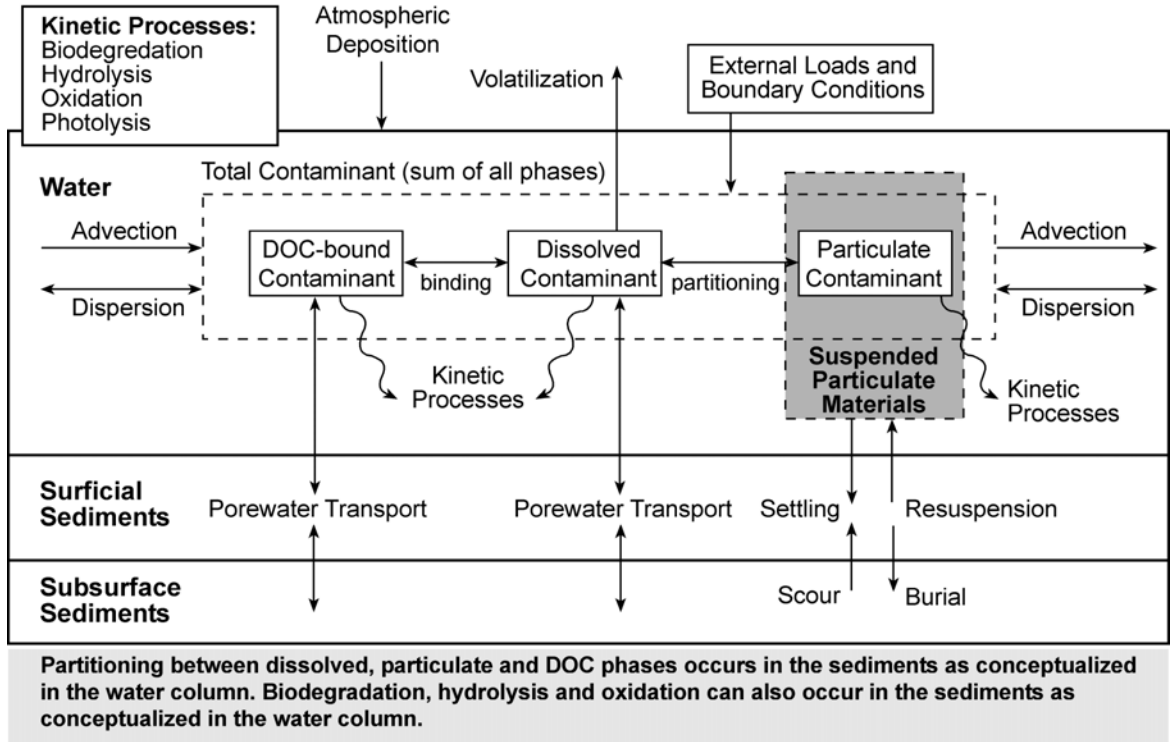 Kinetic Processes:
Biodegredation
Hydrolysis
Oxidation
Photolysis
Atmospheric
Deposition
Volatilization
External Loads and
Boundary Conditions
Total Contaminant (sum of all phases)
Water
Advection
Dispersion
DOC-bound
Contaminant
binding
Dissolved
Contaminant
partitioning
Particulate
Contaminant
Advection
Dispersion
Kinetic
Processes
Suspended
Particulate
Materials
Kinetic
Processes
Surficial
Sediments
Porewater Transport
Porewater Transport
Settling
Resuspension
Subsurface
Sediments
Scour
Burial
Partitioning between dissolved, particulate and DOC phases occurs in the sediments as conceptualized
in the water column. Biodegradation, hydrolysis and oxidation can also occur in the sediments as
conceptualized in the water column.